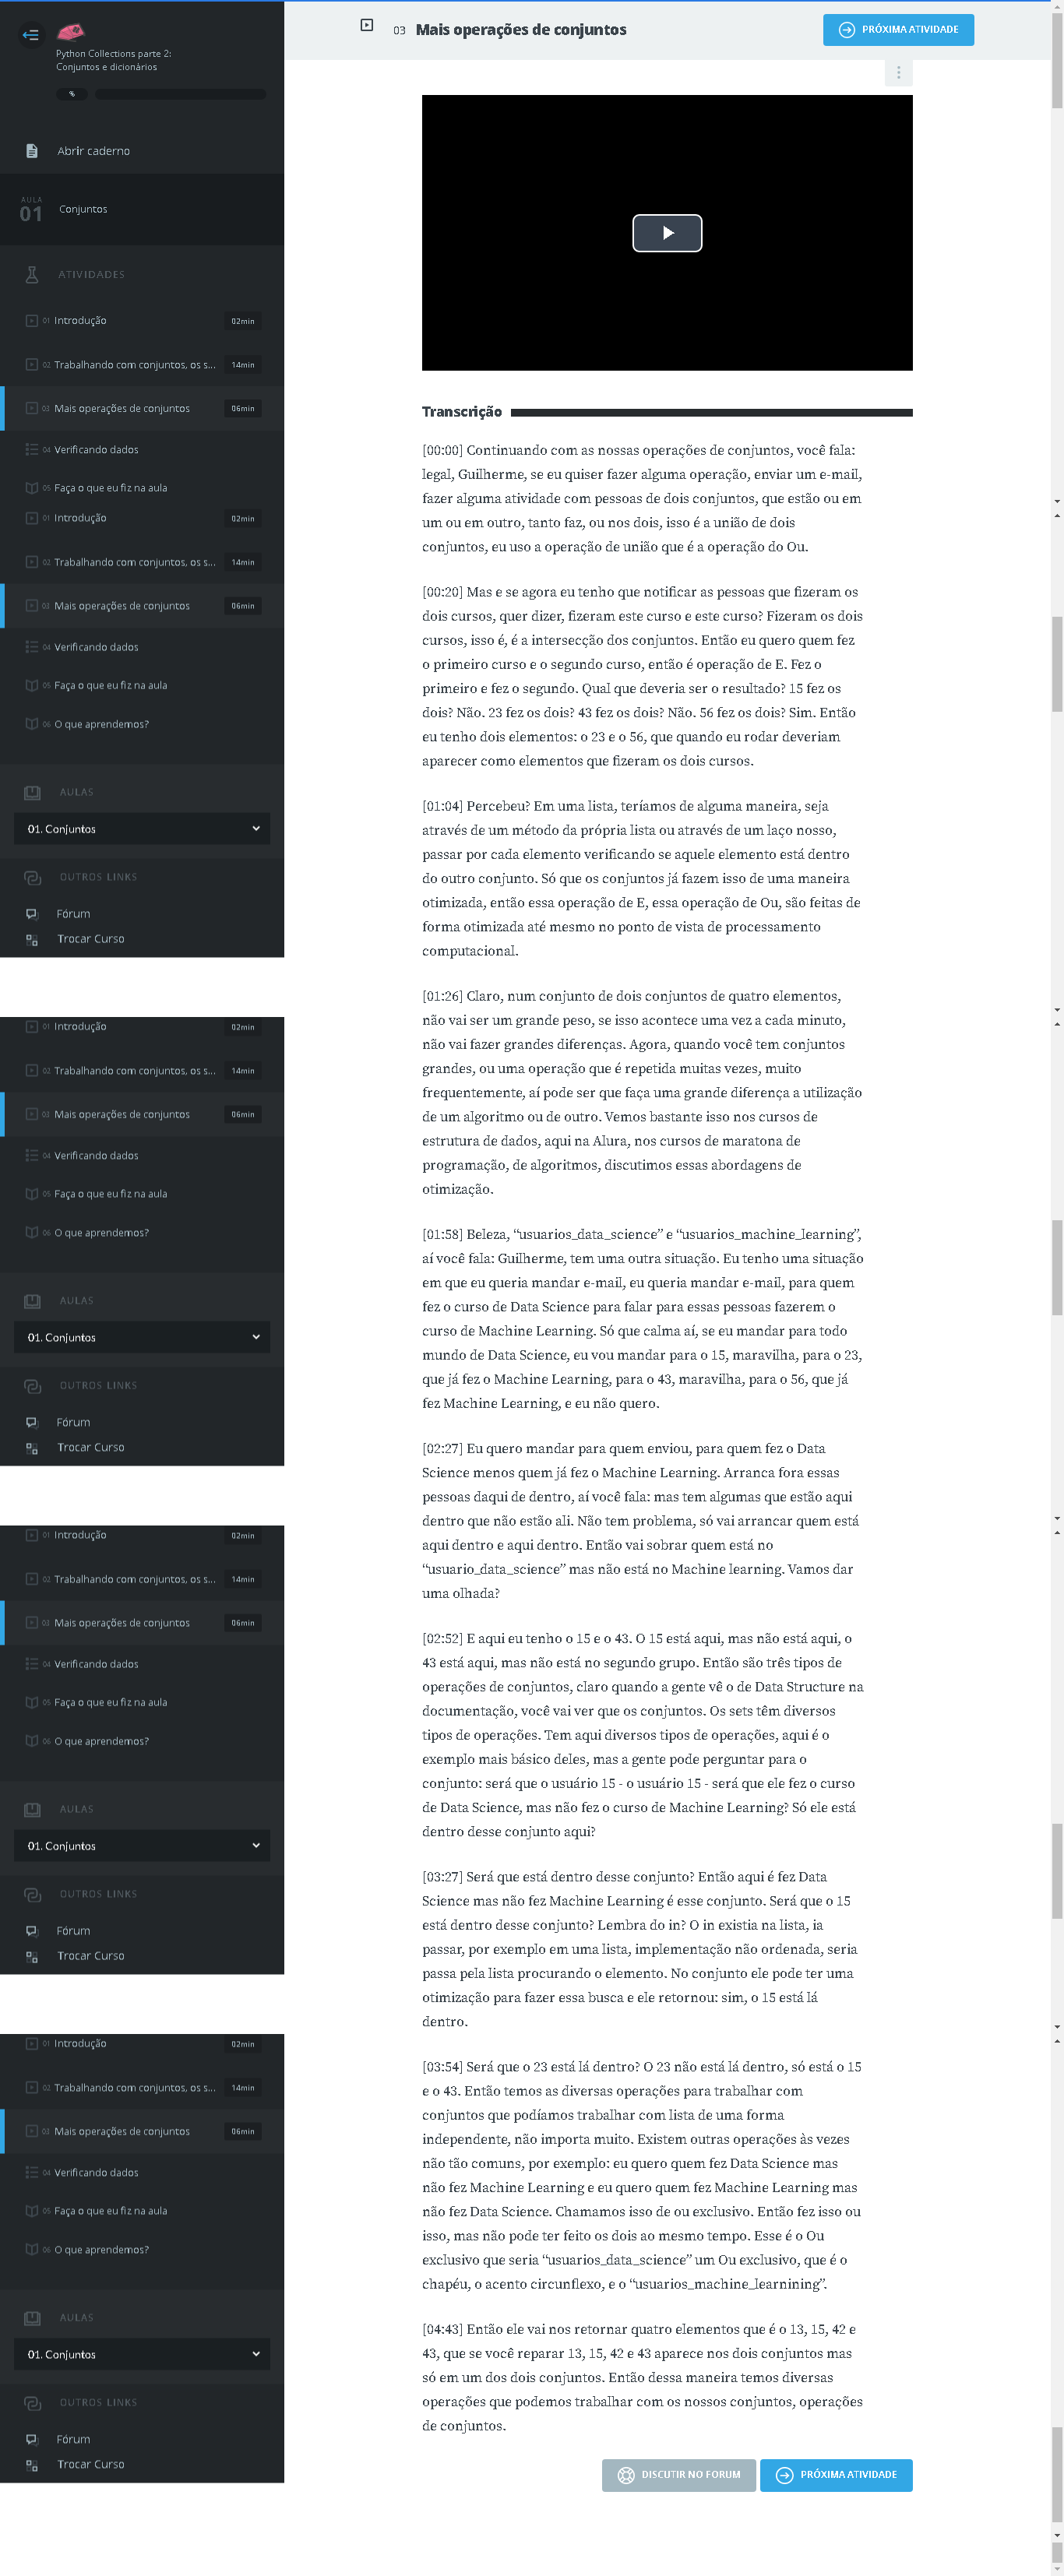 Python Collections parte 2:
Conjuntos e dicionários
%
Abrir caderno
AULA
01
Conjuntos
ATIVIDADES
01 Introdução 02min
02 Trabalhando com conjuntos, os s... 14min
03 Mais operações de conjuntos 06min
04 Verificando dados
05 Faça o que eu fiz na aula
01 Introdução 02min
02 Trabalhando com conjuntos, os s... 14min
03 Mais operações de conjuntos 06min
04 Verificando dados
05 Faça o que eu fiz na aula
06 O que aprendemos?
AULAS
01. Conjuntos
OUTROS LINKS
Fórum
Trocar Curso
01 Introdução 02min
02 Trabalhando com conjuntos, os s... 14min
03 Mais operações de conjuntos 06min
04 Verificando dados
05 Faça o que eu fiz na aula
06 O que aprendemos?
AULAS
01. Conjuntos
OUTROS LINKS
Fórum
Trocar Curso
01 Introdução 02min
02 Trabalhando com conjuntos, os s... 14min
03 Mais operações de conjuntos 06min
04 Verificando dados
05 Faça o que eu fiz na aula
06 O que aprendemos?
AULAS
01. Conjuntos
OUTROS LINKS
Fórum
Trocar Curso
01 Introdução 02min
02 Trabalhando com conjuntos, os s... 14min
03 Mais operações de conjuntos 06min
04 Verificando dados
05 Faça o que eu fiz na aula
06 O que aprendemos?
AULAS
01. Conjuntos
OUTROS LINKS
Fórum
Trocar Curso
03 Mais operações de conjuntos
PRÓXIMA ATIVIDADE
Transcrição
[00:00] Continuando com as nossas operações de conjuntos, você fala:
legal, Guilherme, se eu quiser fazer alguma operação, enviar um e-mail,
fazer alguma atividade com pessoas de dois conjuntos, que estão ou em
um ou em outro, tanto faz, ou nos dois, isso é a união de dois
conjuntos, eu uso a operação de união que é a operação do Ou.
[00:20] Mas e se agora eu tenho que notificar as pessoas que fizeram os
dois cursos, quer dizer, fizeram este curso e este curso? Fizeram os dois
cursos, isso é, é a intersecção dos conjuntos. Então eu quero quem fez
o primeiro curso e o segundo curso, então é operação de E. Fez o
primeiro e fez o segundo. Qual que deveria ser o resultado? 15 fez os
dois? Não. 23 fez os dois? 43 fez os dois? Não. 56 fez os dois? Sim. Então
eu tenho dois elementos: o 23 e o 56, que quando eu rodar deveriam
aparecer como elementos que fizeram os dois cursos.
[01:04] Percebeu? Em uma lista, teríamos de alguma maneira, seja
através de um método da própria lista ou através de um laço nosso,
passar por cada elemento verificando se aquele elemento está dentro
do outro conjunto. Só que os conjuntos já fazem isso de uma maneira
otimizada, então essa operação de E, essa operação de Ou, são feitas de
forma otimizada até mesmo no ponto de vista de processamento
computacional.
[01:26] Claro, num conjunto de dois conjuntos de quatro elementos,
não vai ser um grande peso, se isso acontece uma vez a cada minuto,
não vai fazer grandes diferenças. Agora, quando você tem conjuntos
grandes, ou uma operação que é repetida muitas vezes, muito
frequentemente, aí pode ser que faça uma grande diferença a utilização
de um algoritmo ou de outro. Vemos bastante isso nos cursos de
estrutura de dados, aqui na Alura, nos cursos de maratona de
programação, de algoritmos, discutimos essas abordagens de
otimização.
[01:58] Beleza, “usuarios_data_science” e “usuarios_machine_learning”,
aí você fala: Guilherme, tem uma outra situação. Eu tenho uma situação
em que eu queria mandar e-mail, eu queria mandar e-mail, para quem
fez o curso de Data Science para falar para essas pessoas fazerem o
curso de Machine Learning. Só que calma aí, se eu mandar para todo
mundo de Data Science, eu vou mandar para o 15, maravilha, para o 23,
que já fez o Machine Learning, para o 43, maravilha, para o 56, que já
fez Machine Learning, e eu não quero.
[02:27] Eu quero mandar para quem enviou, para quem fez o Data
Science menos quem já fez o Machine Learning. Arranca fora essas
pessoas daqui de dentro, aí você fala: mas tem algumas que estão aqui
dentro que não estão ali. Não tem problema, só vai arrancar quem está
aqui dentro e aqui dentro. Então vai sobrar quem está no
“usuario_data_science” mas não está no Machine learning. Vamos dar
uma olhada?
[02:52] E aqui eu tenho o 15 e o 43. O 15 está aqui, mas não está aqui, o
43 está aqui, mas não está no segundo grupo. Então são três tipos de
operações de conjuntos, claro quando a gente vê o de Data Structure na
documentação, você vai ver que os conjuntos. Os sets têm diversos
tipos de operações. Tem aqui diversos tipos de operações, aqui é o
exemplo mais básico deles, mas a gente pode perguntar para o
conjunto: será que o usuário 15 - o usuário 15 - será que ele fez o curso
de Data Science, mas não fez o curso de Machine Learning? Só ele está
dentro desse conjunto aqui?
[03:27] Será que está dentro desse conjunto? Então aqui é fez Data
Science mas não fez Machine Learning é esse conjunto. Será que o 15
está dentro desse conjunto? Lembra do in? O in existia na lista, ia
passar, por exemplo em uma lista, implementação não ordenada, seria
passa pela lista procurando o elemento. No conjunto ele pode ter uma
otimização para fazer essa busca e ele retornou: sim, o 15 está lá
dentro.
[03:54] Será que o 23 está lá dentro? O 23 não está lá dentro, só está o 15
e o 43. Então temos as diversas operações para trabalhar com
conjuntos que podíamos trabalhar com lista de uma forma
independente, não importa muito. Existem outras operações às vezes
não tão comuns, por exemplo: eu quero quem fez Data Science mas
não fez Machine Learning e eu quero quem fez Machine Learning mas
não fez Data Science. Chamamos isso de ou exclusivo. Então fez isso ou
isso, mas não pode ter feito os dois ao mesmo tempo. Esse é o Ou
exclusivo que seria “usuarios_data_science” um Ou exclusivo, que é o
chapéu, o acento circunflexo, e o “usuarios_machine_learnining”.
[04:43] Então ele vai nos retornar quatro elementos que é o 13, 15, 42 e
43, que se você reparar 13, 15, 42 e 43 aparece nos dois conjuntos mas
só em um dos dois conjuntos. Então dessa maneira temos diversas
operações que podemos trabalhar com os nossos conjuntos, operações
de conjuntos.
DISCUTIR NO FORUM
PRÓXIMA ATIVIDADE